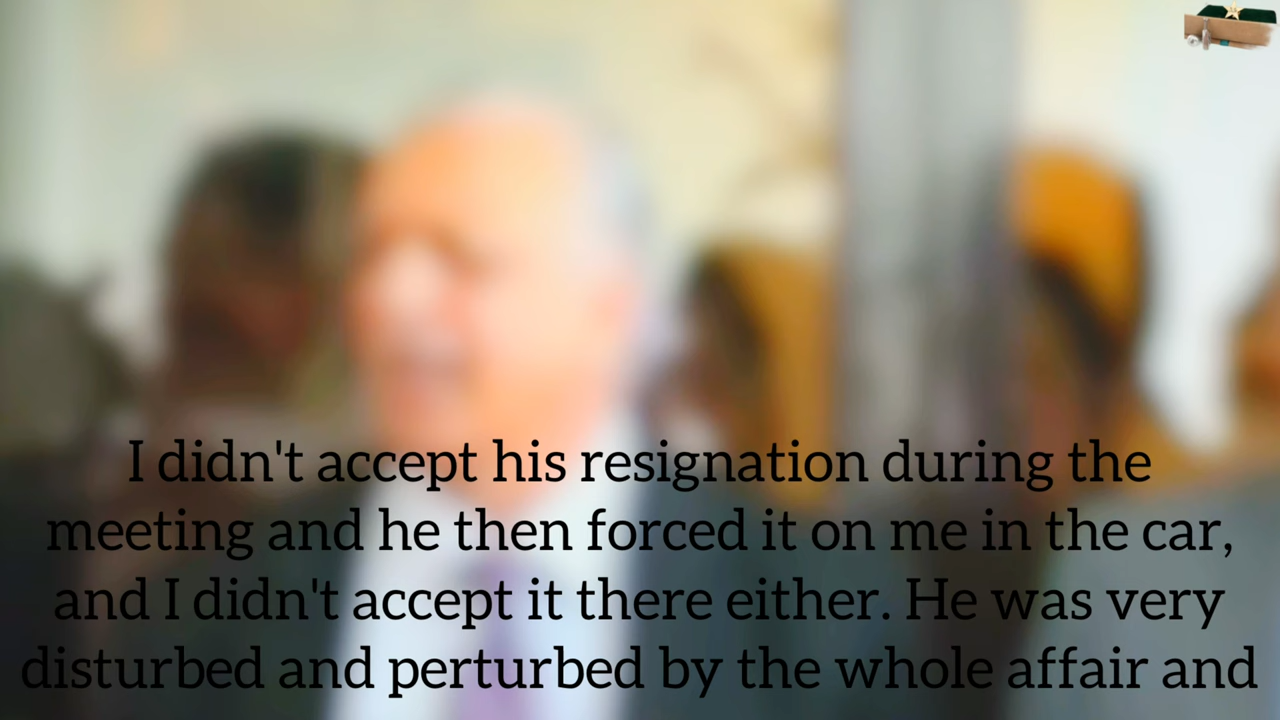 I didn't accept his resignation during the
meeting and he then forced it on me in the car,
and I didn't accept it there either. He was very
disturbed and perturbed by the whole affair and